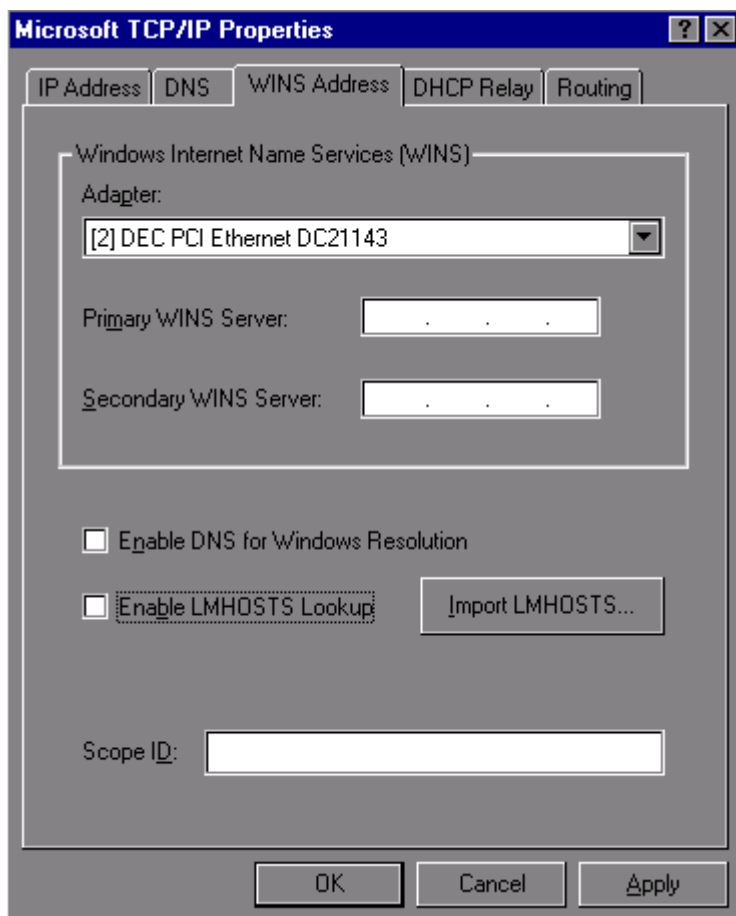 Microsoft TCP/IP Properties
IP Address DNS WINS Address DHCP Relay Routing
Windows Internet Name Services (WINS)
Adapter:
[2] DEC PCI Ethernet DC21143
Primary WINS Server: . . .
Secondary WINS Server: . . .
Enable DNS for Windows Resolution
Enable LMHOSTS Lookup Import LMHOSTS...
Scope ID:
OK Cancel Apply